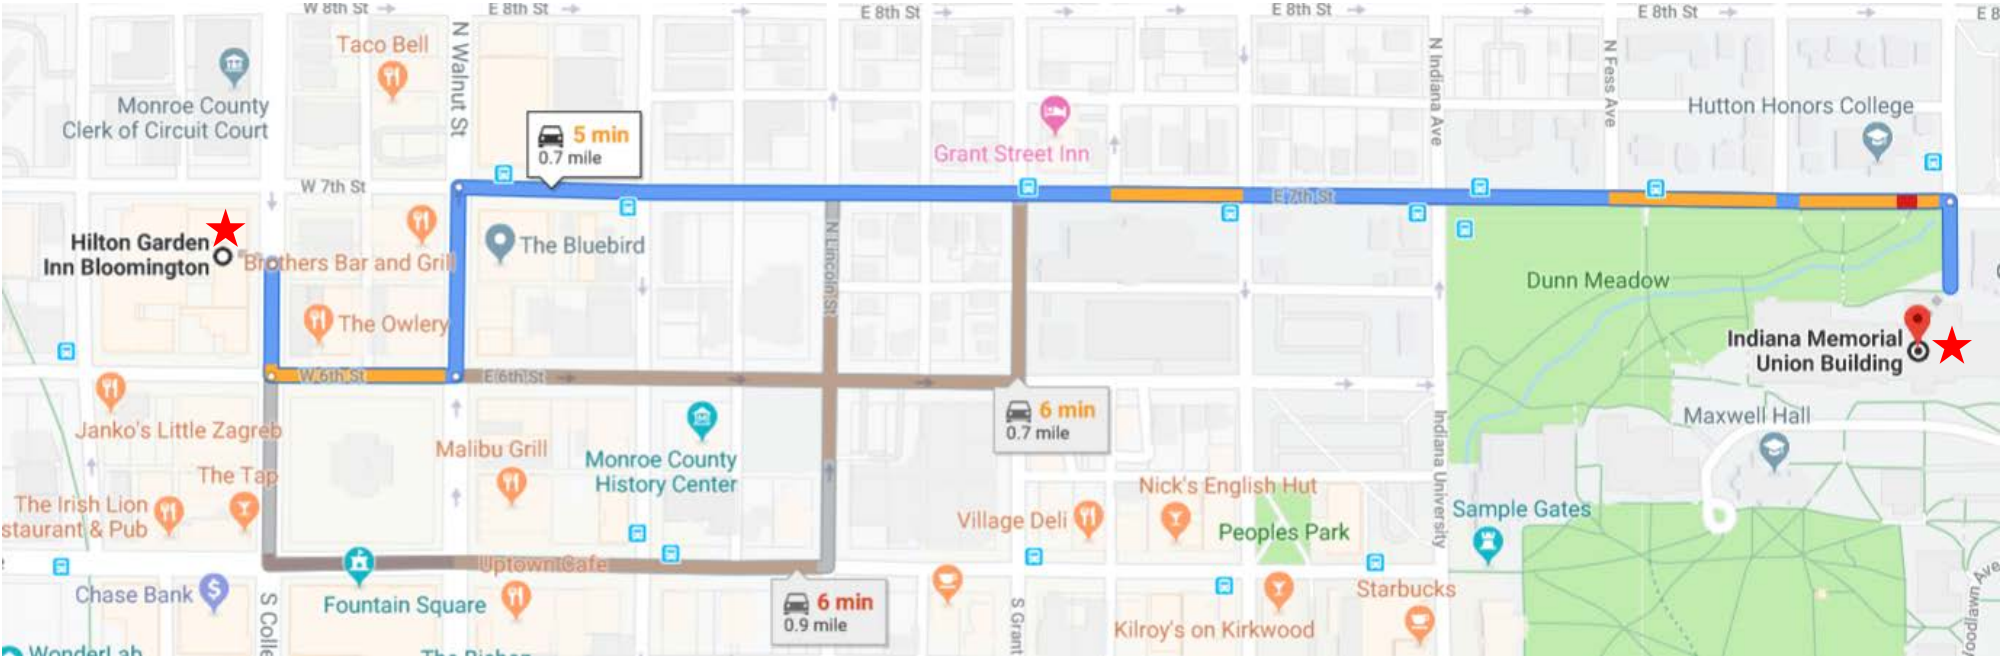 W 8th St
E 8th St
E 8th St
E 8th St
E 8th St
E 8
Taco Bell
N Walnut St
N Indiana Ave
N Fess Ave
Monroe County
Clerk of Circuit Court
5 min
0.7 mile
Hutton Honors College
Grant Street Inn
W 7th St
E 7th St
Hilton Garden
Inn Bloomington
Brothers Bar and Grill
The Bluebird
N Lincoln St
Dunn Meadow
The Owlery
Indiana Memorial
Union Building
W 6th St
E 6th St
6 min
0.7 mile
Janko's Little Zagreb
Malibu Grill
Monroe County
History Center
Maxwell Hall
Indiana University
The Tap
The Irish Lion
staurant & Pub
Nick's English Hut
Village Deli
Peoples Park
Sample Gates
Uptown Cafe
Chase Bank
Fountain Square
6 min
0.9 mile
Starbucks
Kilroy's on Kirkwood
S Colle
S Grant
oodlawn Ave
WonderLab
The Bishop